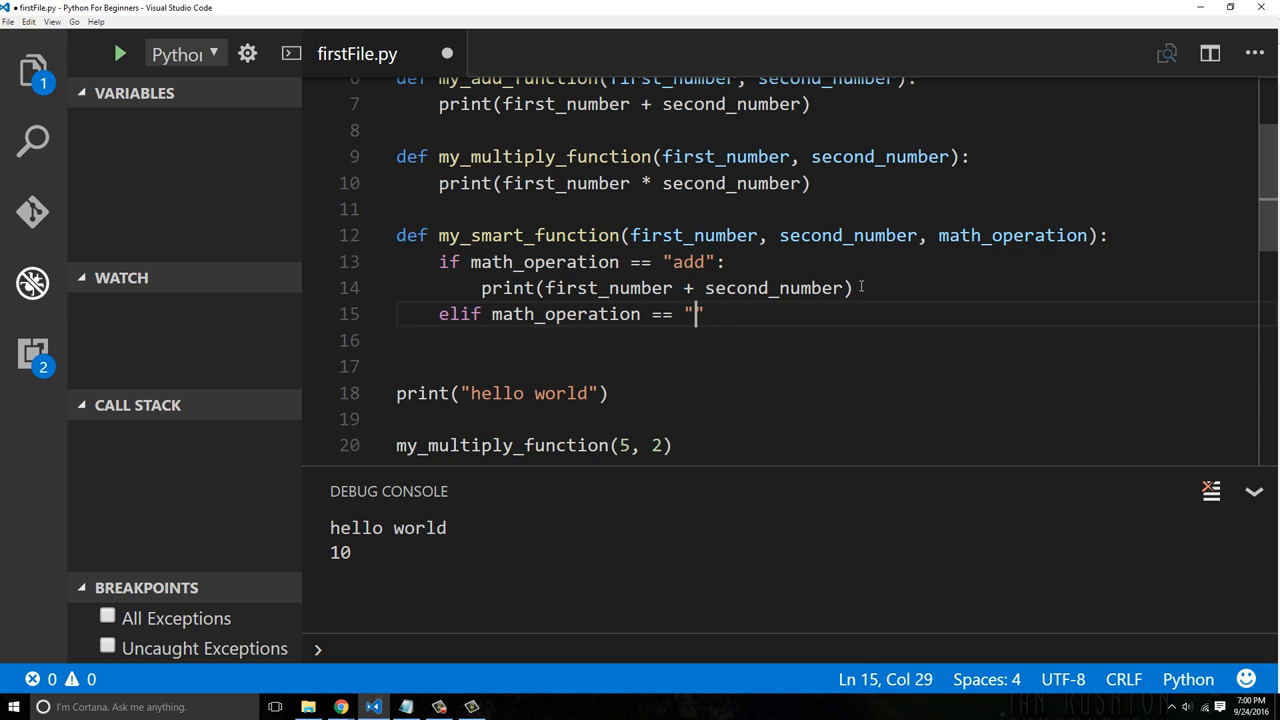 • firstFile.py - Python For Beginners - Visual Studio Code
File Edit View Go Help
Python
firstFile.py
1
VARIABLES
WATCH
2
CALL STACK
BREAKPOINTS
All Exceptions
Uncaught Exceptions
6 def my_add_function(first_number, second_number):
7 print(first_number + second_number)
8
9 def my_multiply_function(first_number, second_number):
10 print(first_number * second_number)
11
12 def my_smart_function(first_number, second_number, math_operation):
13 if math_operation == "add":
14 print(first_number + second_number)
15 elif math_operation == ""
16
17
18 print("hello world")
19
20 my_multiply_function(5, 2)
DEBUG CONSOLE
hello world
10
0 0
Ln 15, Col 29 Spaces: 4 UTF-8 CRLF Python
I'm Cortana. Ask me anything.
7:00 PM
9/24/2016